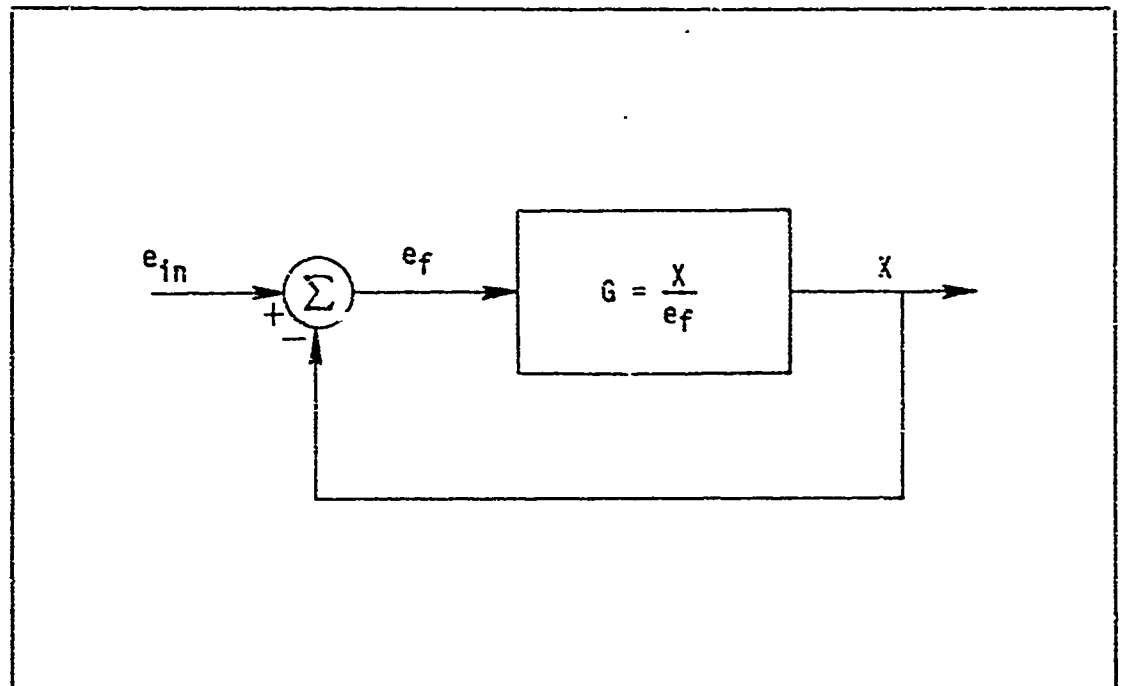 e_in
+
−
Σ
e_f
G = X / e_f
X